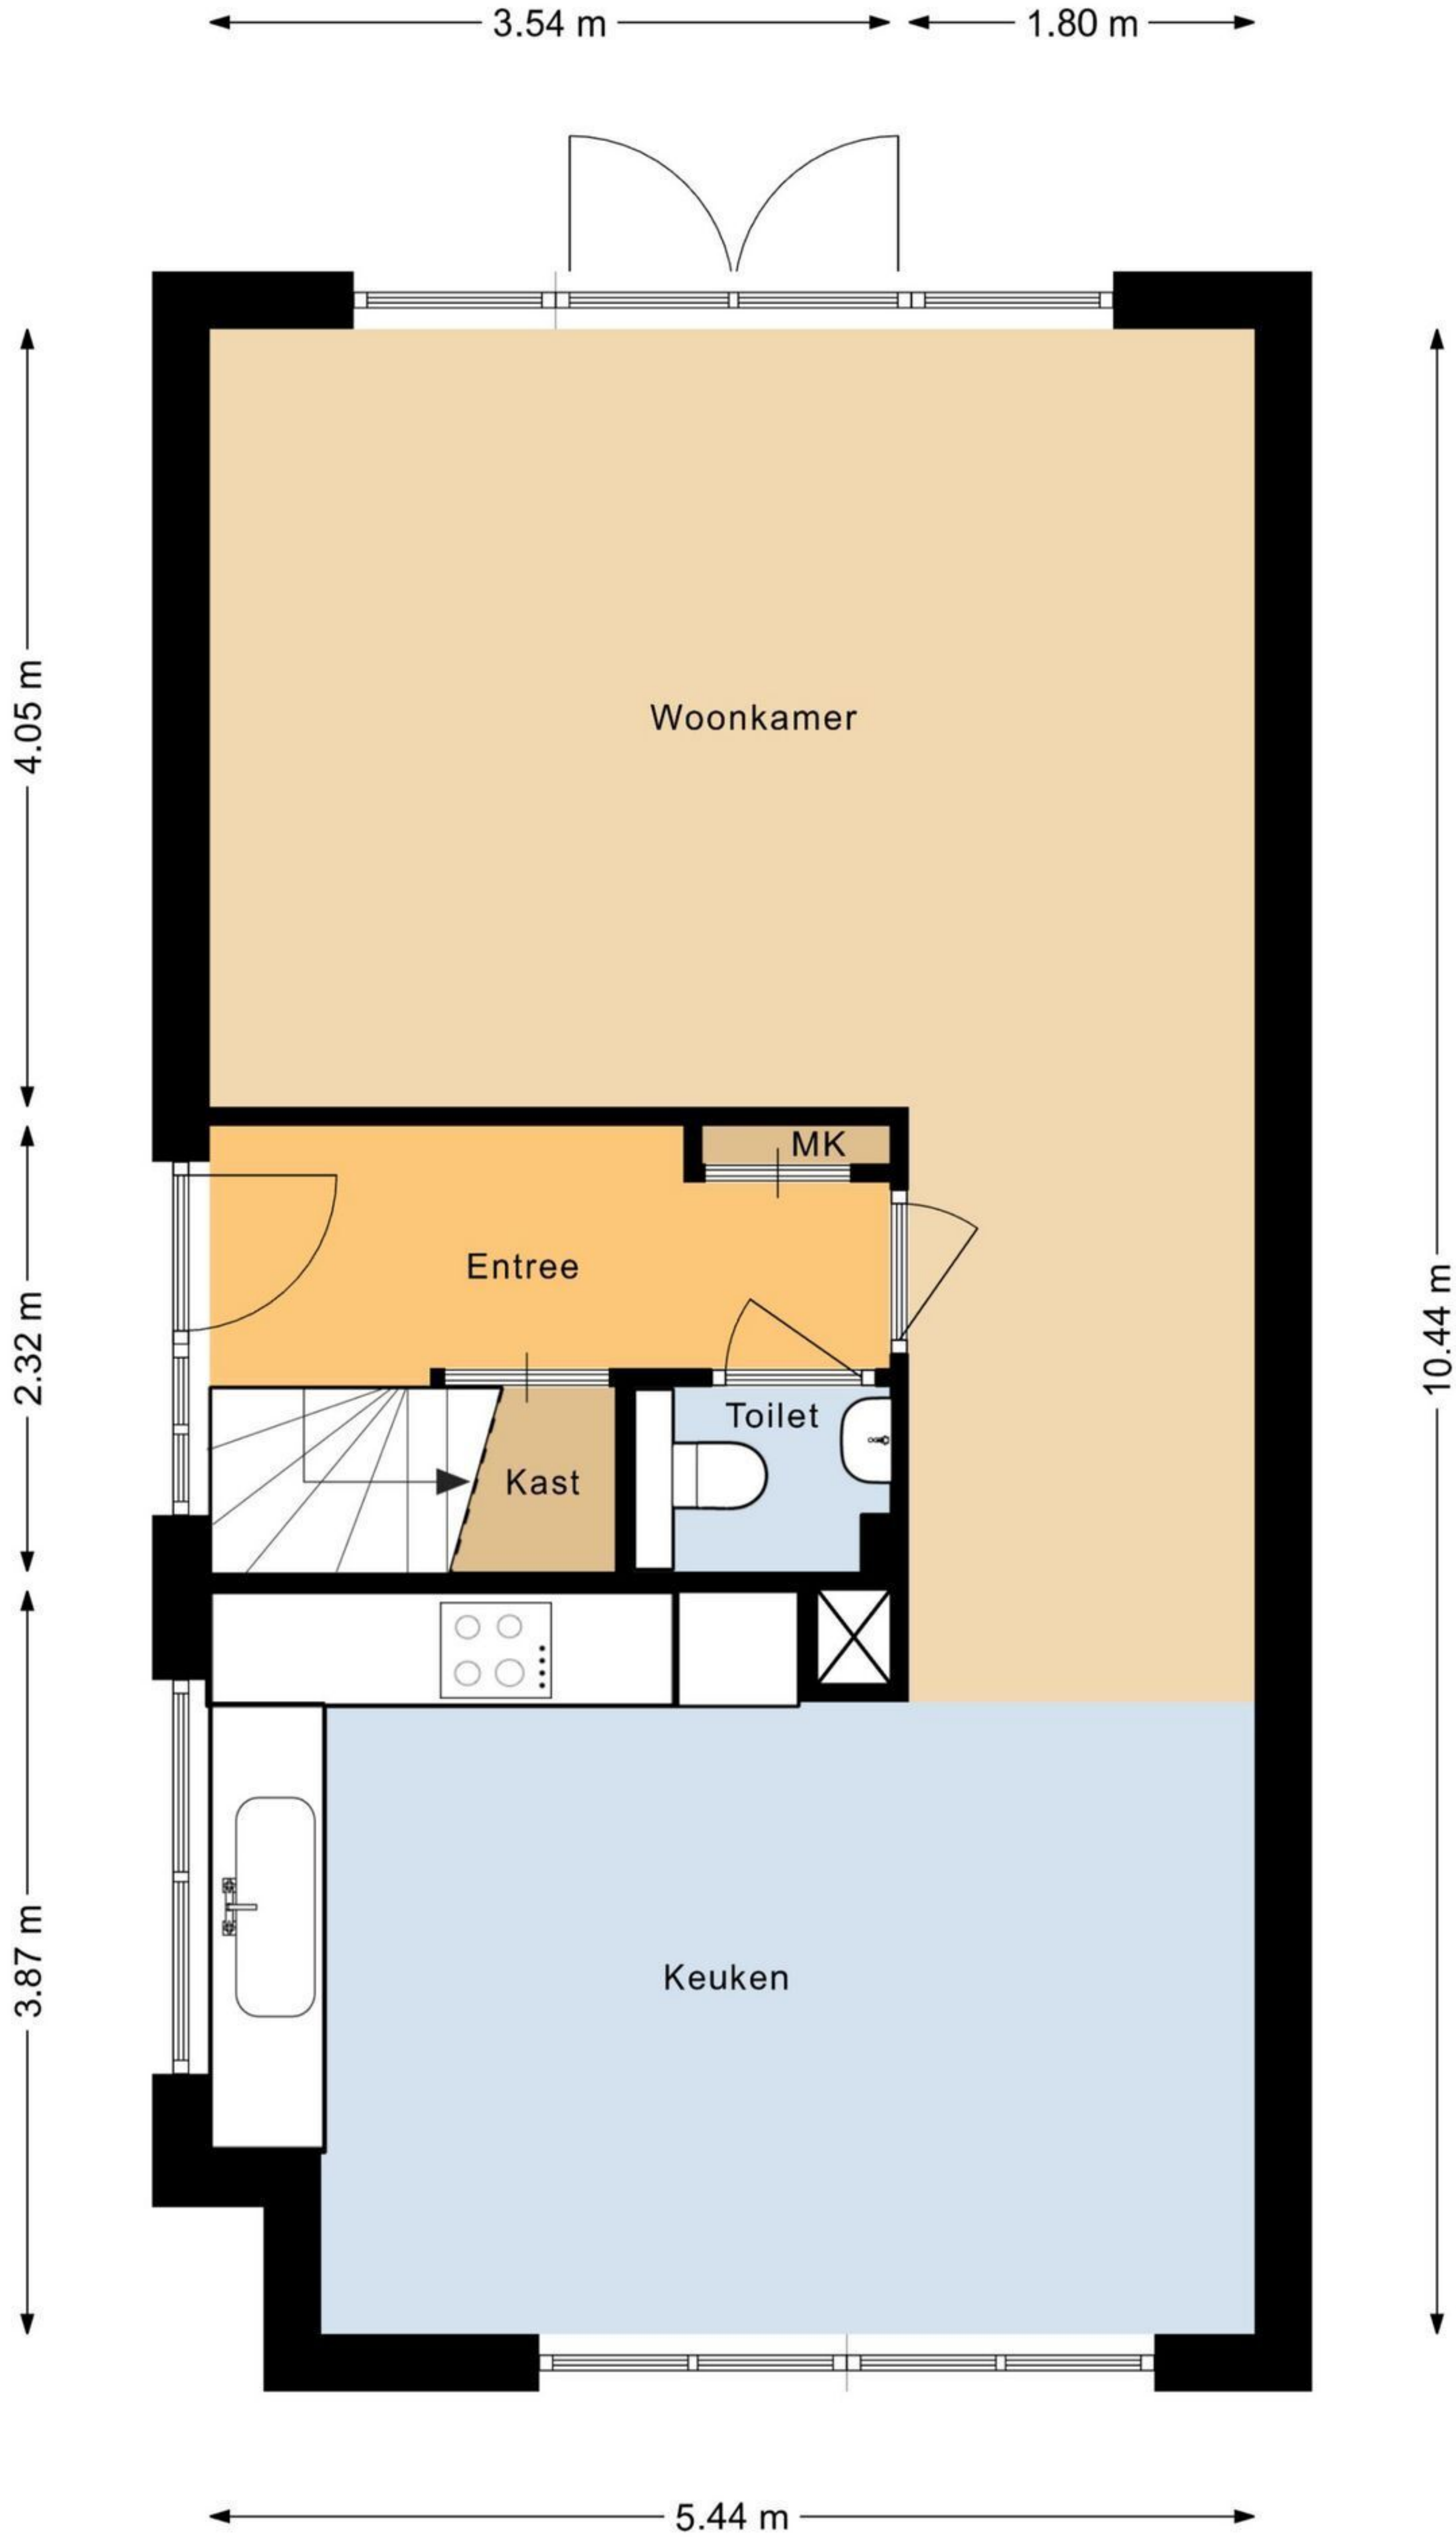 3.54 m
1.80 m
4.05 m
Woonkamer
MK
Entree
2.32 m
10.44 m
Toilet
Kast
3.87 m
Keuken
5.44 m